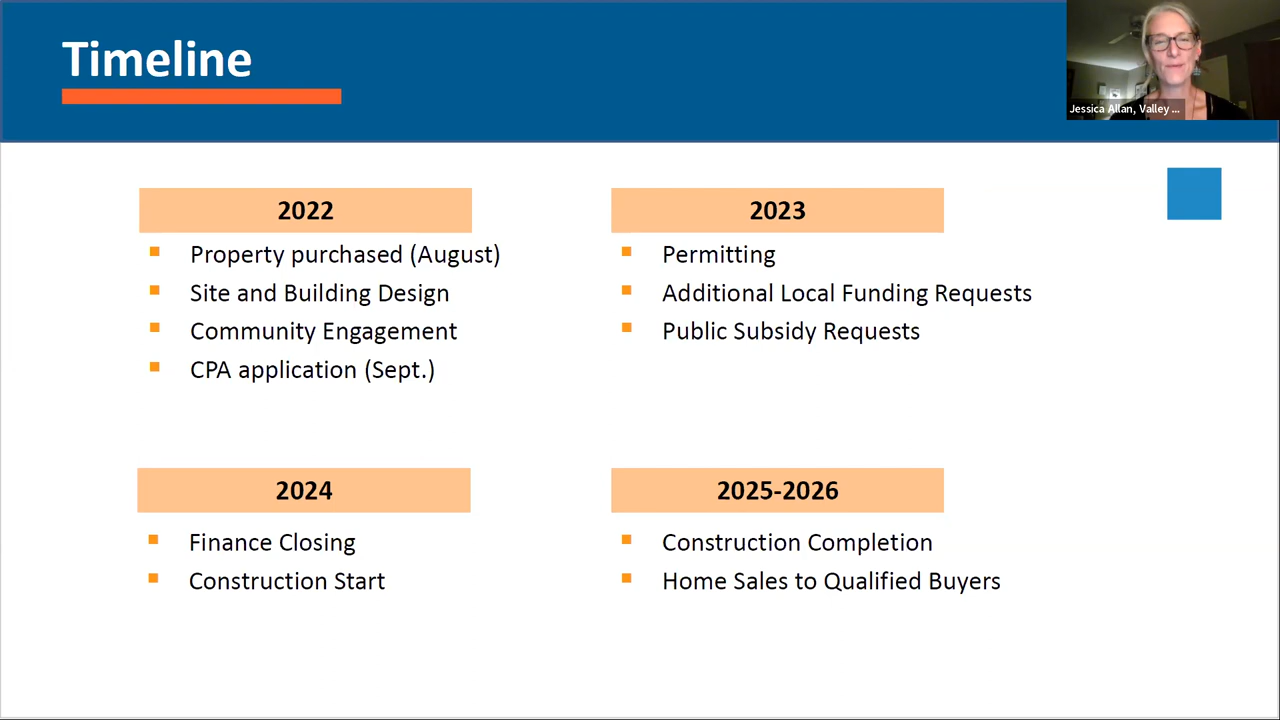 Timeline
Jessica Allan, Valley ...
2022
Property purchased (August)
Site and Building Design
Community Engagement
CPA application (Sept.)
2023
Permitting
Additional Local Funding Requests
Public Subsidy Requests
2024
Finance Closing
Construction Start
2025-2026
Construction Completion
Home Sales to Qualified Buyers